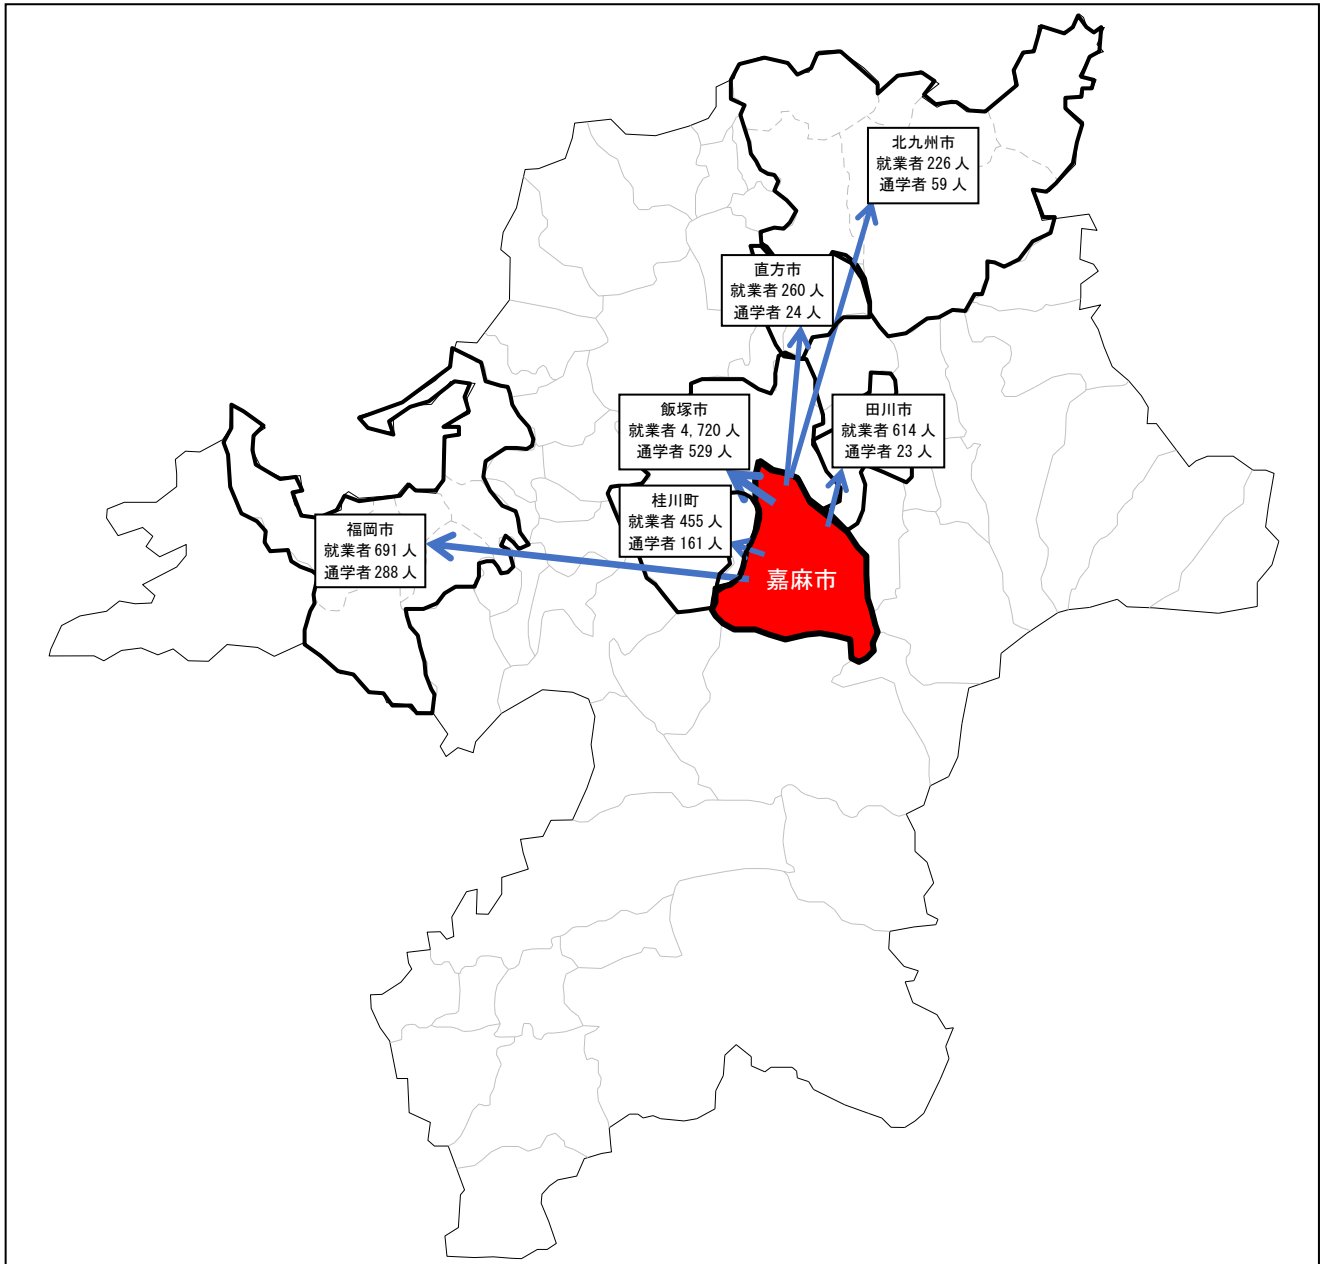 北九州市
就業者 226 人
通学者 59 人
直方市
就業者 260 人
通学者 24 人
飯塚市
就業者 4,720 人
通学者 529 人
田川市
就業者 614 人
通学者 23 人
桂川町
就業者 455 人
通学者 161 人
福岡市
就業者 691 人
通学者 288 人
嘉麻市